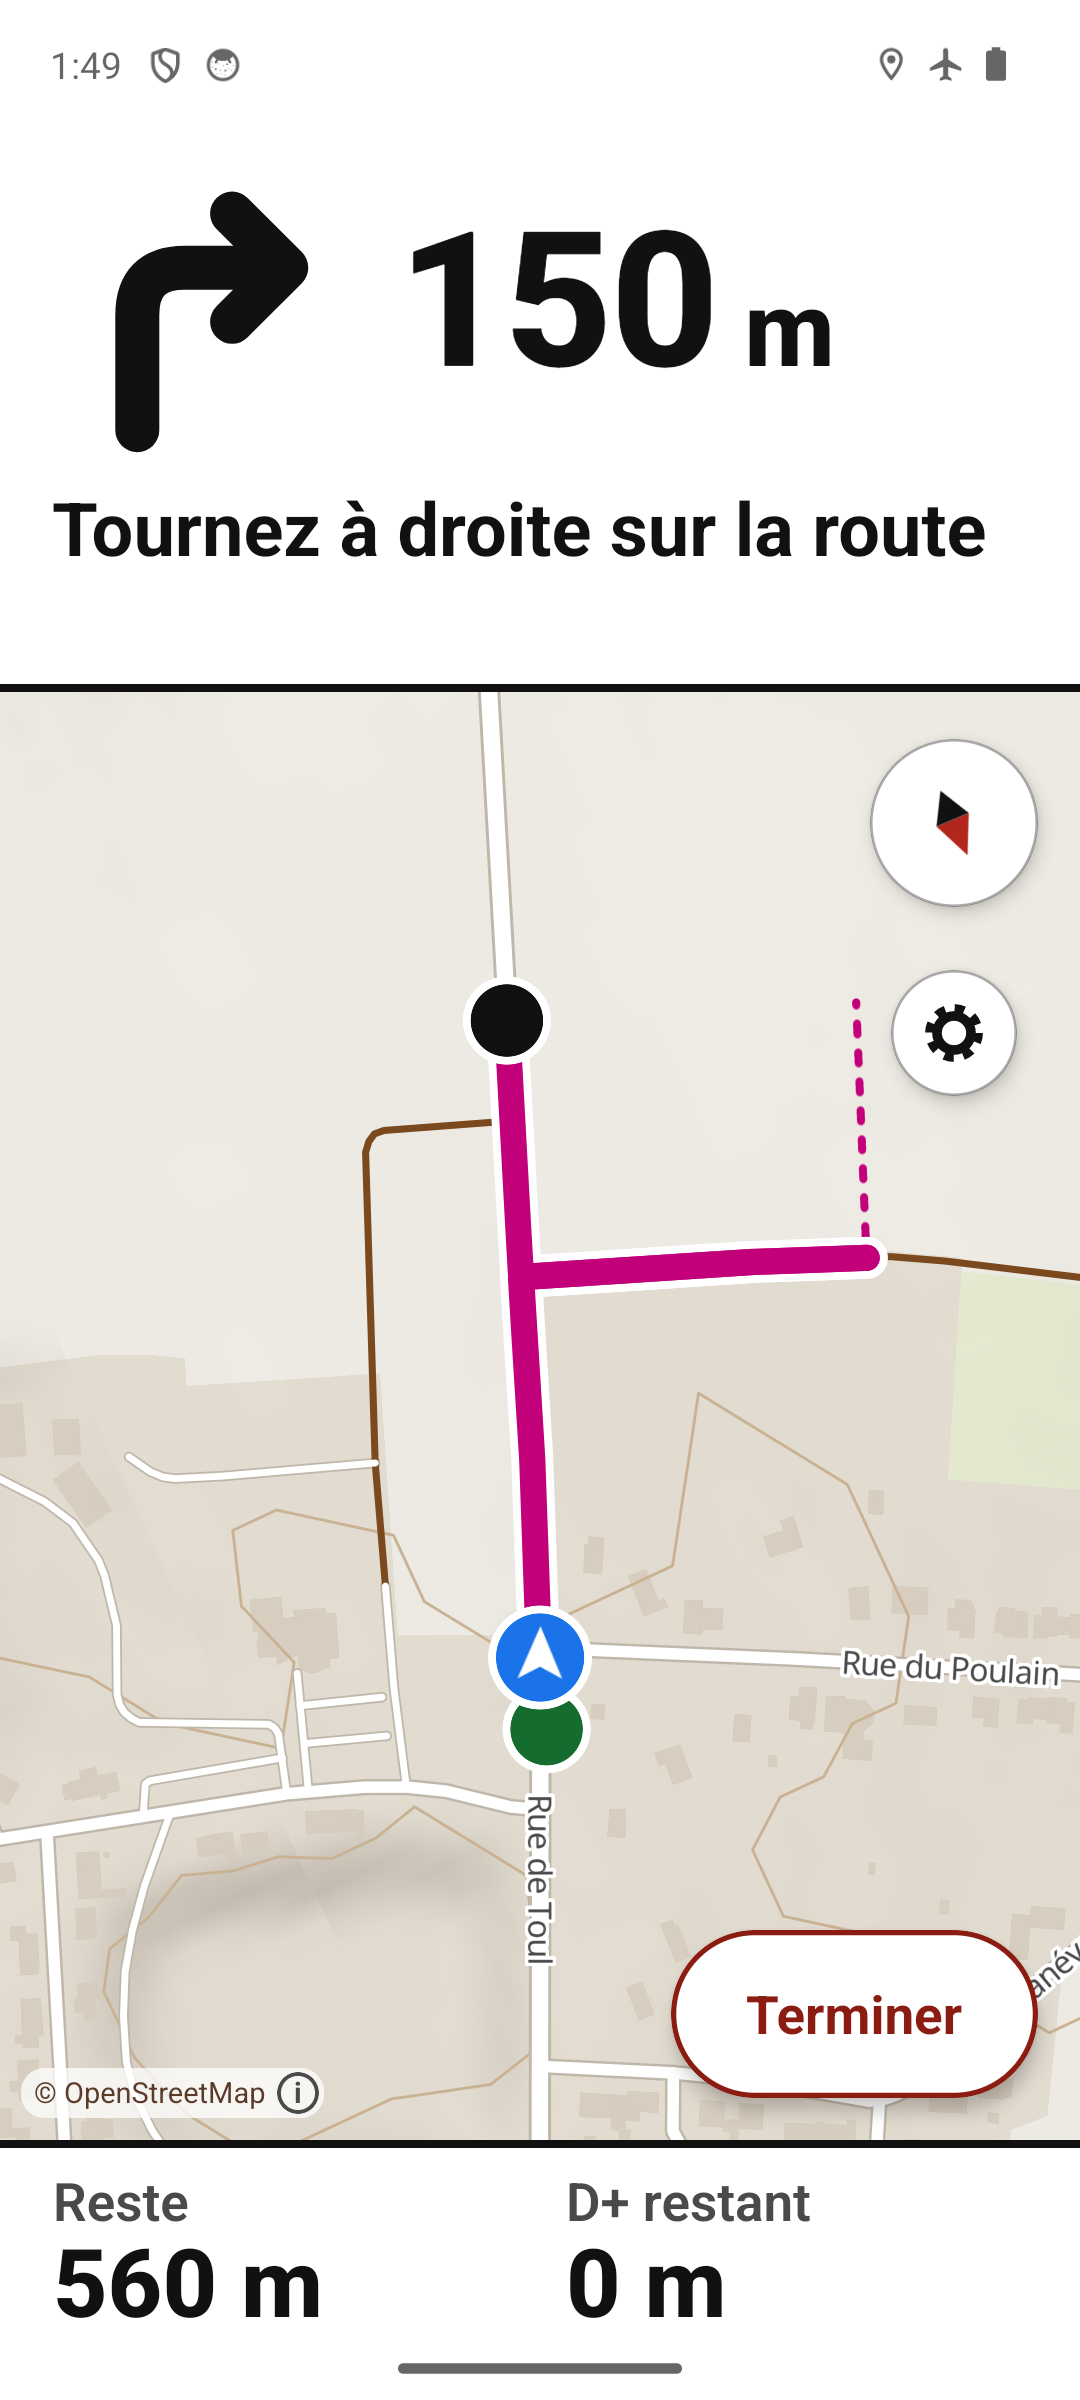 1:49
150 m
Tournez à droite sur la route
Rue du Poulain
Rue de Toul
Terminer
© OpenStreetMap
Reste
D+ restant
560 m
0 m